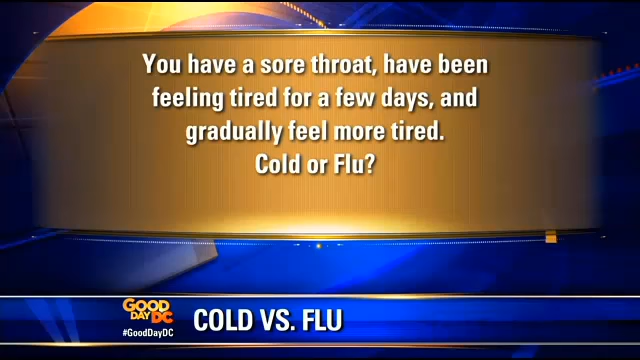 You have a sore throat, have been
feeling tired for a few days, and
gradually feel more tired.
Cold or Flu?
GOOD
DAY DC
#GoodDayDC
COLD VS. FLU